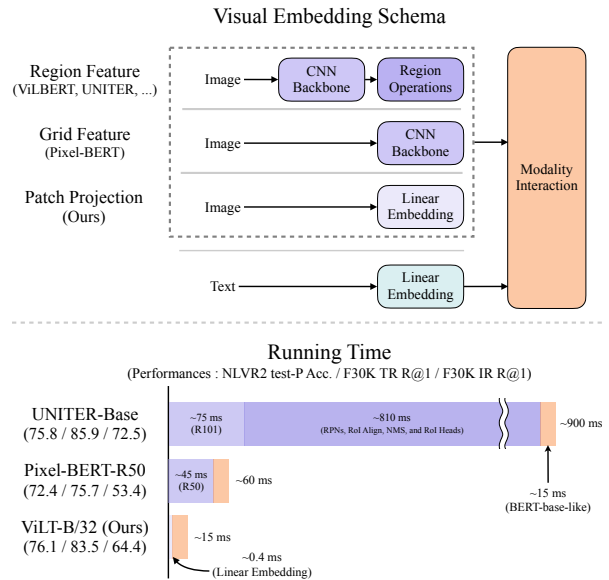 Visual Embedding Schema
Region Feature
(ViLBERT, UNITER, ...)
Image
CNN
Backbone
Region
Operations
Grid Feature
(Pixel-BERT)
Image
CNN
Backbone
Patch Projection
(Ours)
Image
Linear
Embedding
Modality
Interaction
Text
Linear
Embedding
Running Time
(Performances : NLVR2 test-P Acc. / F30K TR R@1 / F30K IR R@1)
UNITER-Base
(75.8 / 85.9 / 72.5)
~75 ms
(R101)
~810 ms
(RPNs, RoI Align, NMS, and RoI Heads)
~900 ms
~15 ms
(BERT-base-like)
Pixel-BERT-R50
(72.4 / 75.7 / 53.4)
~45 ms
(R50)
~60 ms
ViLT-B/32 (Ours)
(76.1 / 83.5 / 64.4)
~15 ms
~0.4 ms
(Linear Embedding)